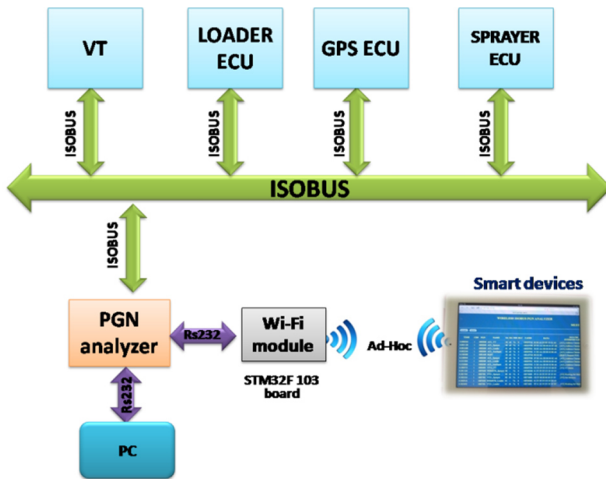 VT
LOADER
ECU
GPS ECU
SPRAYER
ECU
ISOBUS
ISOBUS
ISOBUS
ISOBUS
ISOBUS
ISOBUS
PGN
analyzer
Rs232
Wi-Fi
module
STM32F 103
board
Ad-Hoc
Smart devices
Rs232
PC